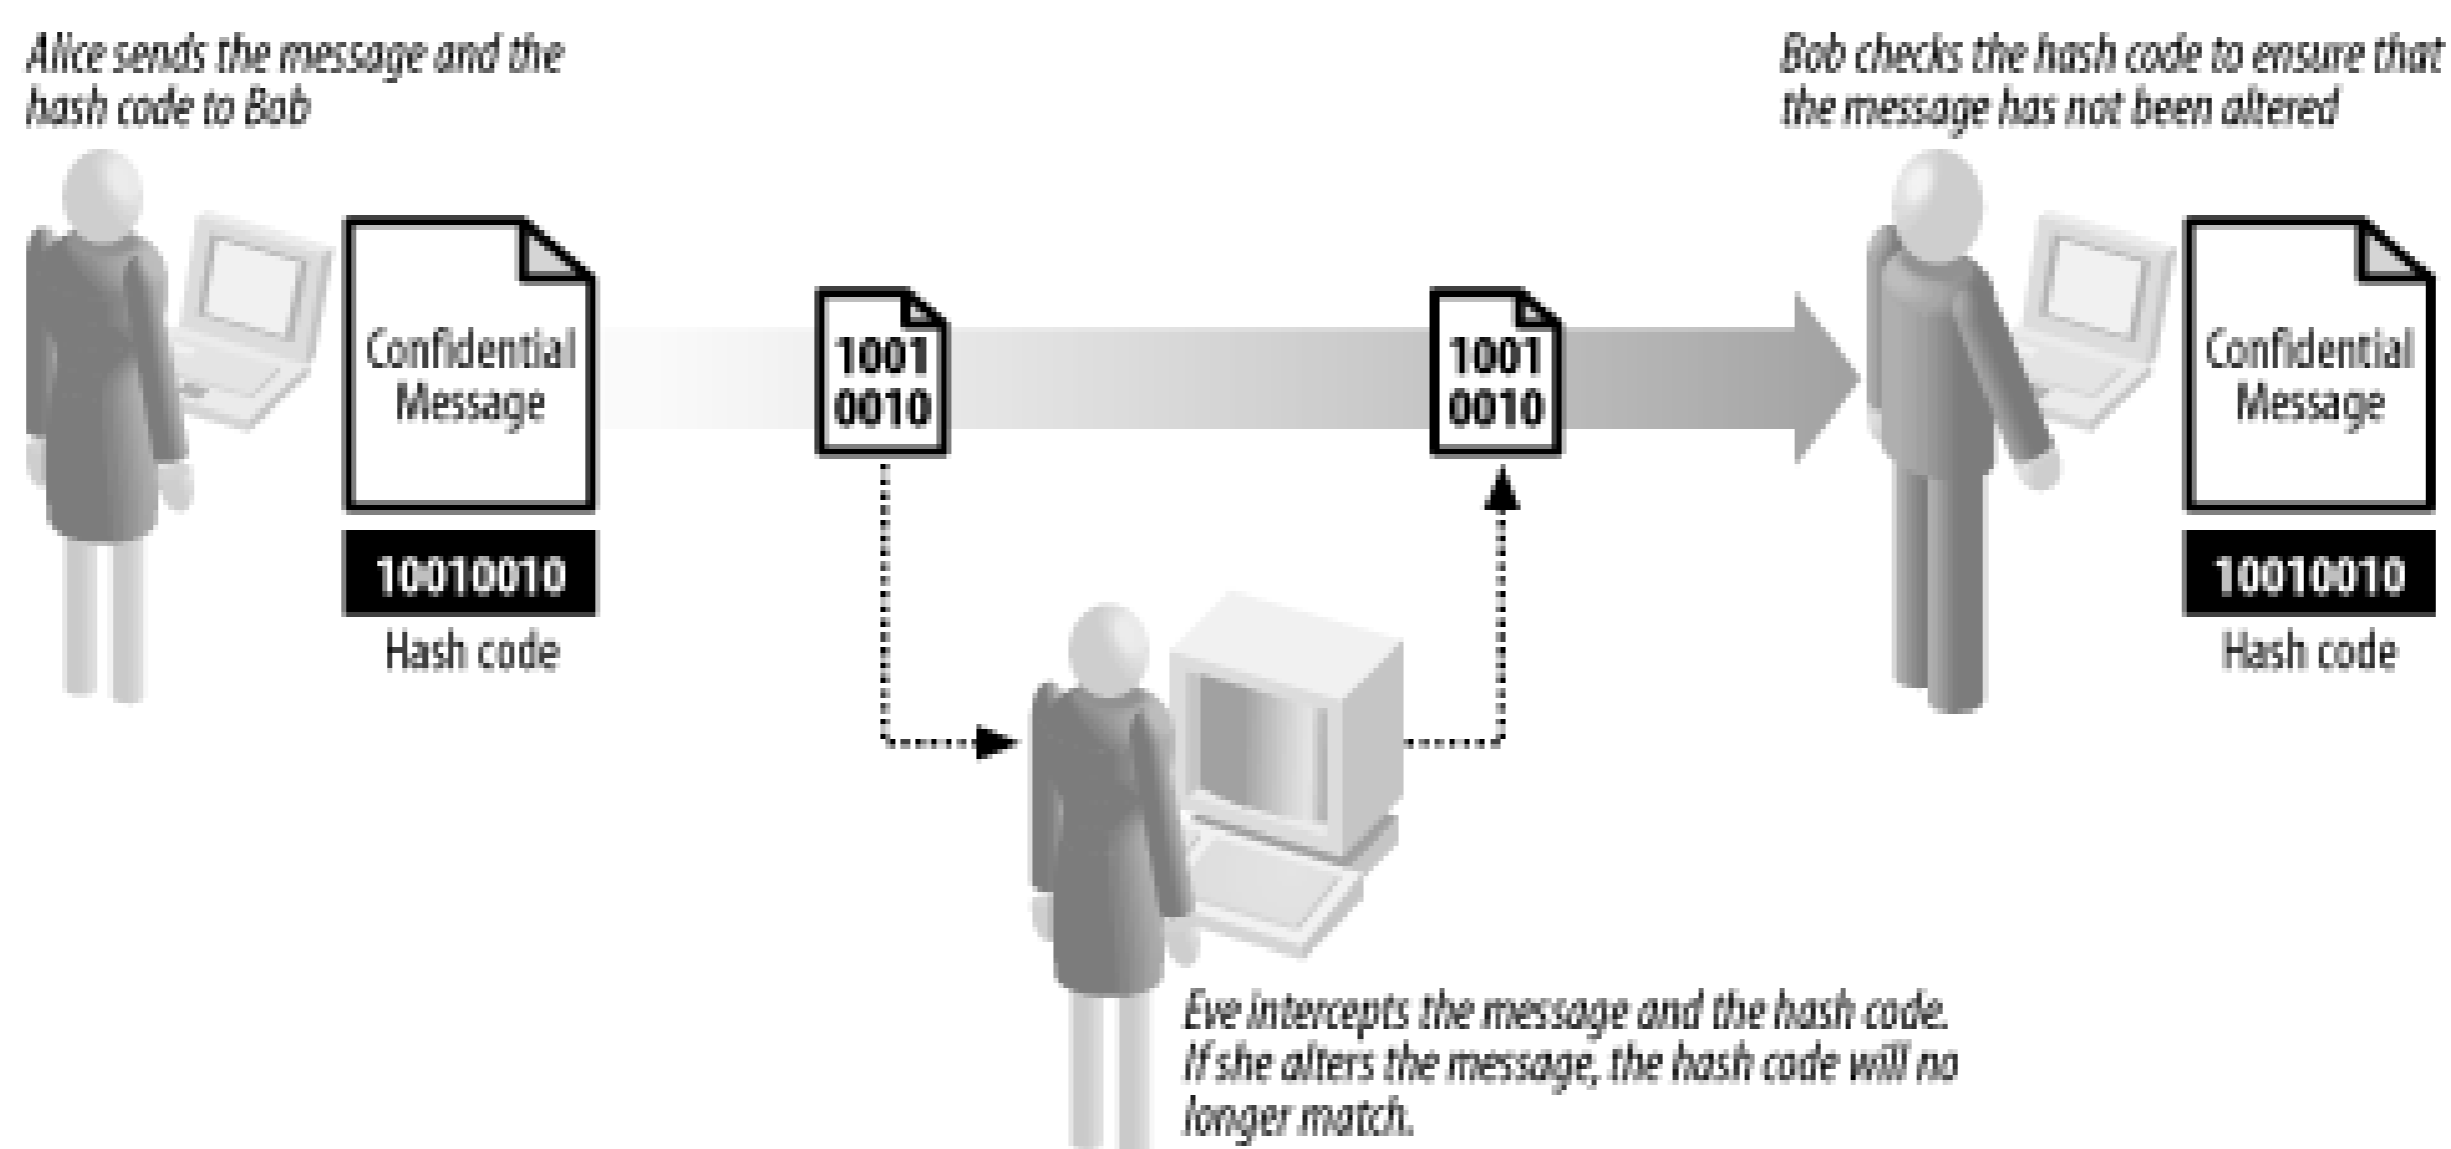 Alice sends the message and the
hash code to Bob
Bob checks the hash code to ensure that
the message has not been altered
Confidential
Message
10010010
Hash code
1001
0010
1001
0010
Confidential
Message
10010010
Hash code
Eve intercepts the message and the hash code.
If she alters the message, the hash code will no
longer match.